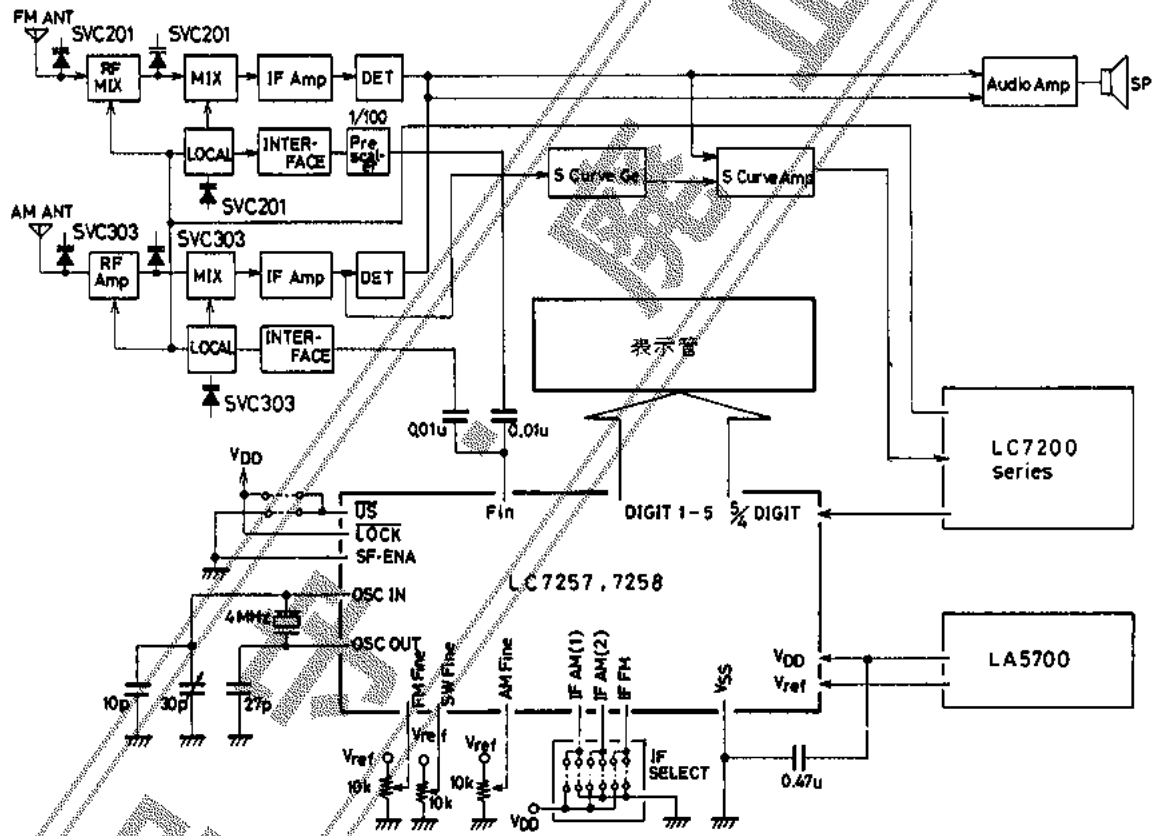 FM ANT
SVC201
SVC201
RF
MIX
MIX
IF Amp
DET
Audio Amp
SP
1/100
LOCAL
INTER-
FACE
Pre
scal-
er
SVC201
S Curve Ge
S Curve Amp
AM ANT
SVC303
SVC303
RF
Amp
MIX
IF Amp
DET
LOCAL
INTER-
FACE
SVC303
表示管
0.01u
0.01u
LC7200
series
VDD
US
LOCK
SF-ENA
Fin
DIGIT 1-5
5/4 DIGIT
LC7257, 7258
OSC IN
4MHz
OSC OUT
10p
30p
27p
FM Fine
SW Fine
AM Fine
IF AM(1)
IF AM(2)
IF FM
VSS
VDD
Vref
LA5700
Vref
Vref
Vref
10k
10k
10k
IF
SELECT
VDD
0.47u